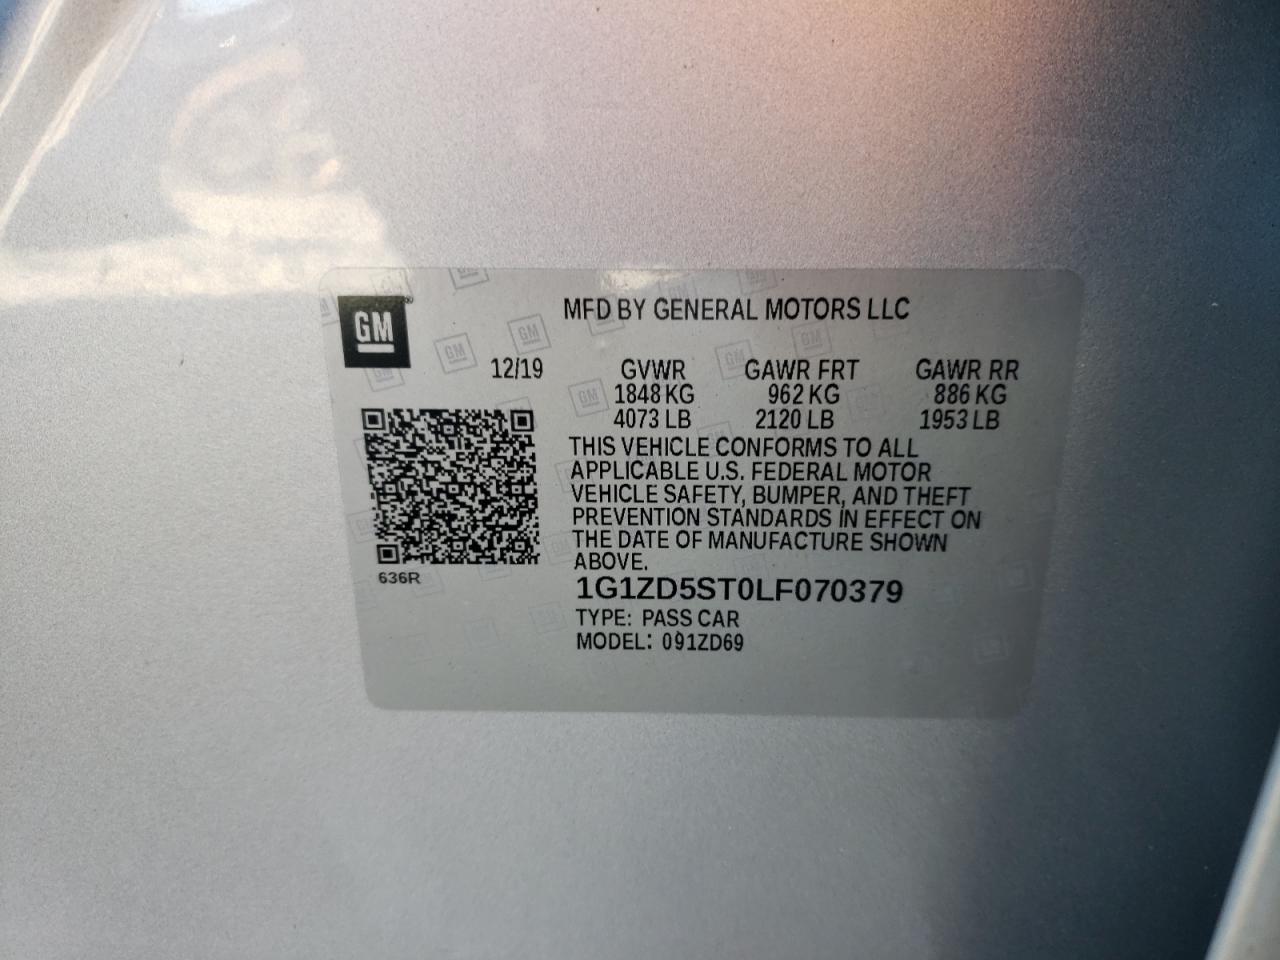 GM
MFD BY GENERAL MOTORS LLC
12/19 GVWR GAWR FRT GAWR RR
1848 KG 962 KG 886 KG
4073 LB 2120 LB 1953 LB
THIS VEHICLE CONFORMS TO ALL
APPLICABLE U.S. FEDERAL MOTOR
VEHICLE SAFETY, BUMPER, AND THEFT
PREVENTION STANDARDS IN EFFECT ON
THE DATE OF MANUFACTURE SHOWN
ABOVE.
636R
1G1ZD5ST0LF070379
TYPE: PASS CAR
MODEL: 091ZD69